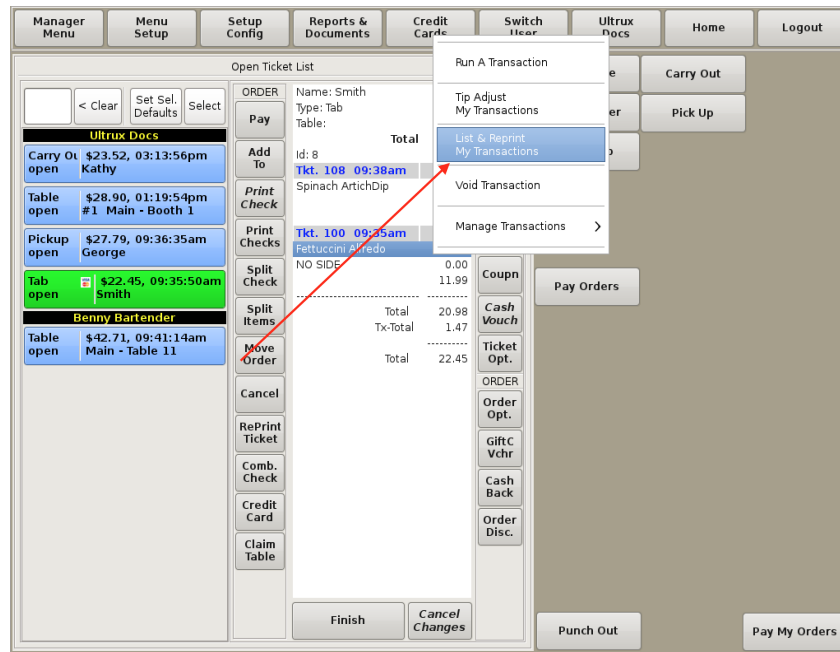 Manager
Menu
Menu
Setup
Setup
Config
Reports &
Documents
Credit
Cards
Switch
User
Ultrux
Docs
Home
Logout
Open Ticket List
< Clear
Set Sel.
Defaults
Select
Ultrux Docs
Carry Ou $23.52, 03:13:56pm
open Kathy
Table $28.90, 01:19:54pm
open #1 Main - Booth 1
Pickup $27.79, 09:36:35am
open George
Tab $22.45, 09:35:50am
open Smith
Benny Bartender
Table $42.71, 09:41:14am
open Main - Table 11
ORDER
Pay
Add
To
Print
Check
Print
Checks
Split
Check
Split
Items
Move
Order
Cancel
RePrint
Ticket
Comb.
Check
Credit
Card
Claim
Table
Name: Smith
Type: Tab
Table:
Total
Id: 8
Tkt. 108 09:38am
Spinach ArtichDip
Tkt. 100 09:35am
Fettuccini Alfredo
NO SIDE 0.00
11.99
Total 20.98
Tx-Total 1.47
Total 22.45
Finish
Cancel
Changes
Run A Transaction
Tip Adjust
My Transactions
List & Reprint
My Transactions
Void Transaction
Manage Transactions >
Coupn
Cash
Vouch
Ticket
Opt.
ORDER
Order
Opt.
GiftC
Vchr
Cash
Back
Order
Disc.
Carry Out
Pick Up
Pay Orders
Punch Out
Pay My Orders